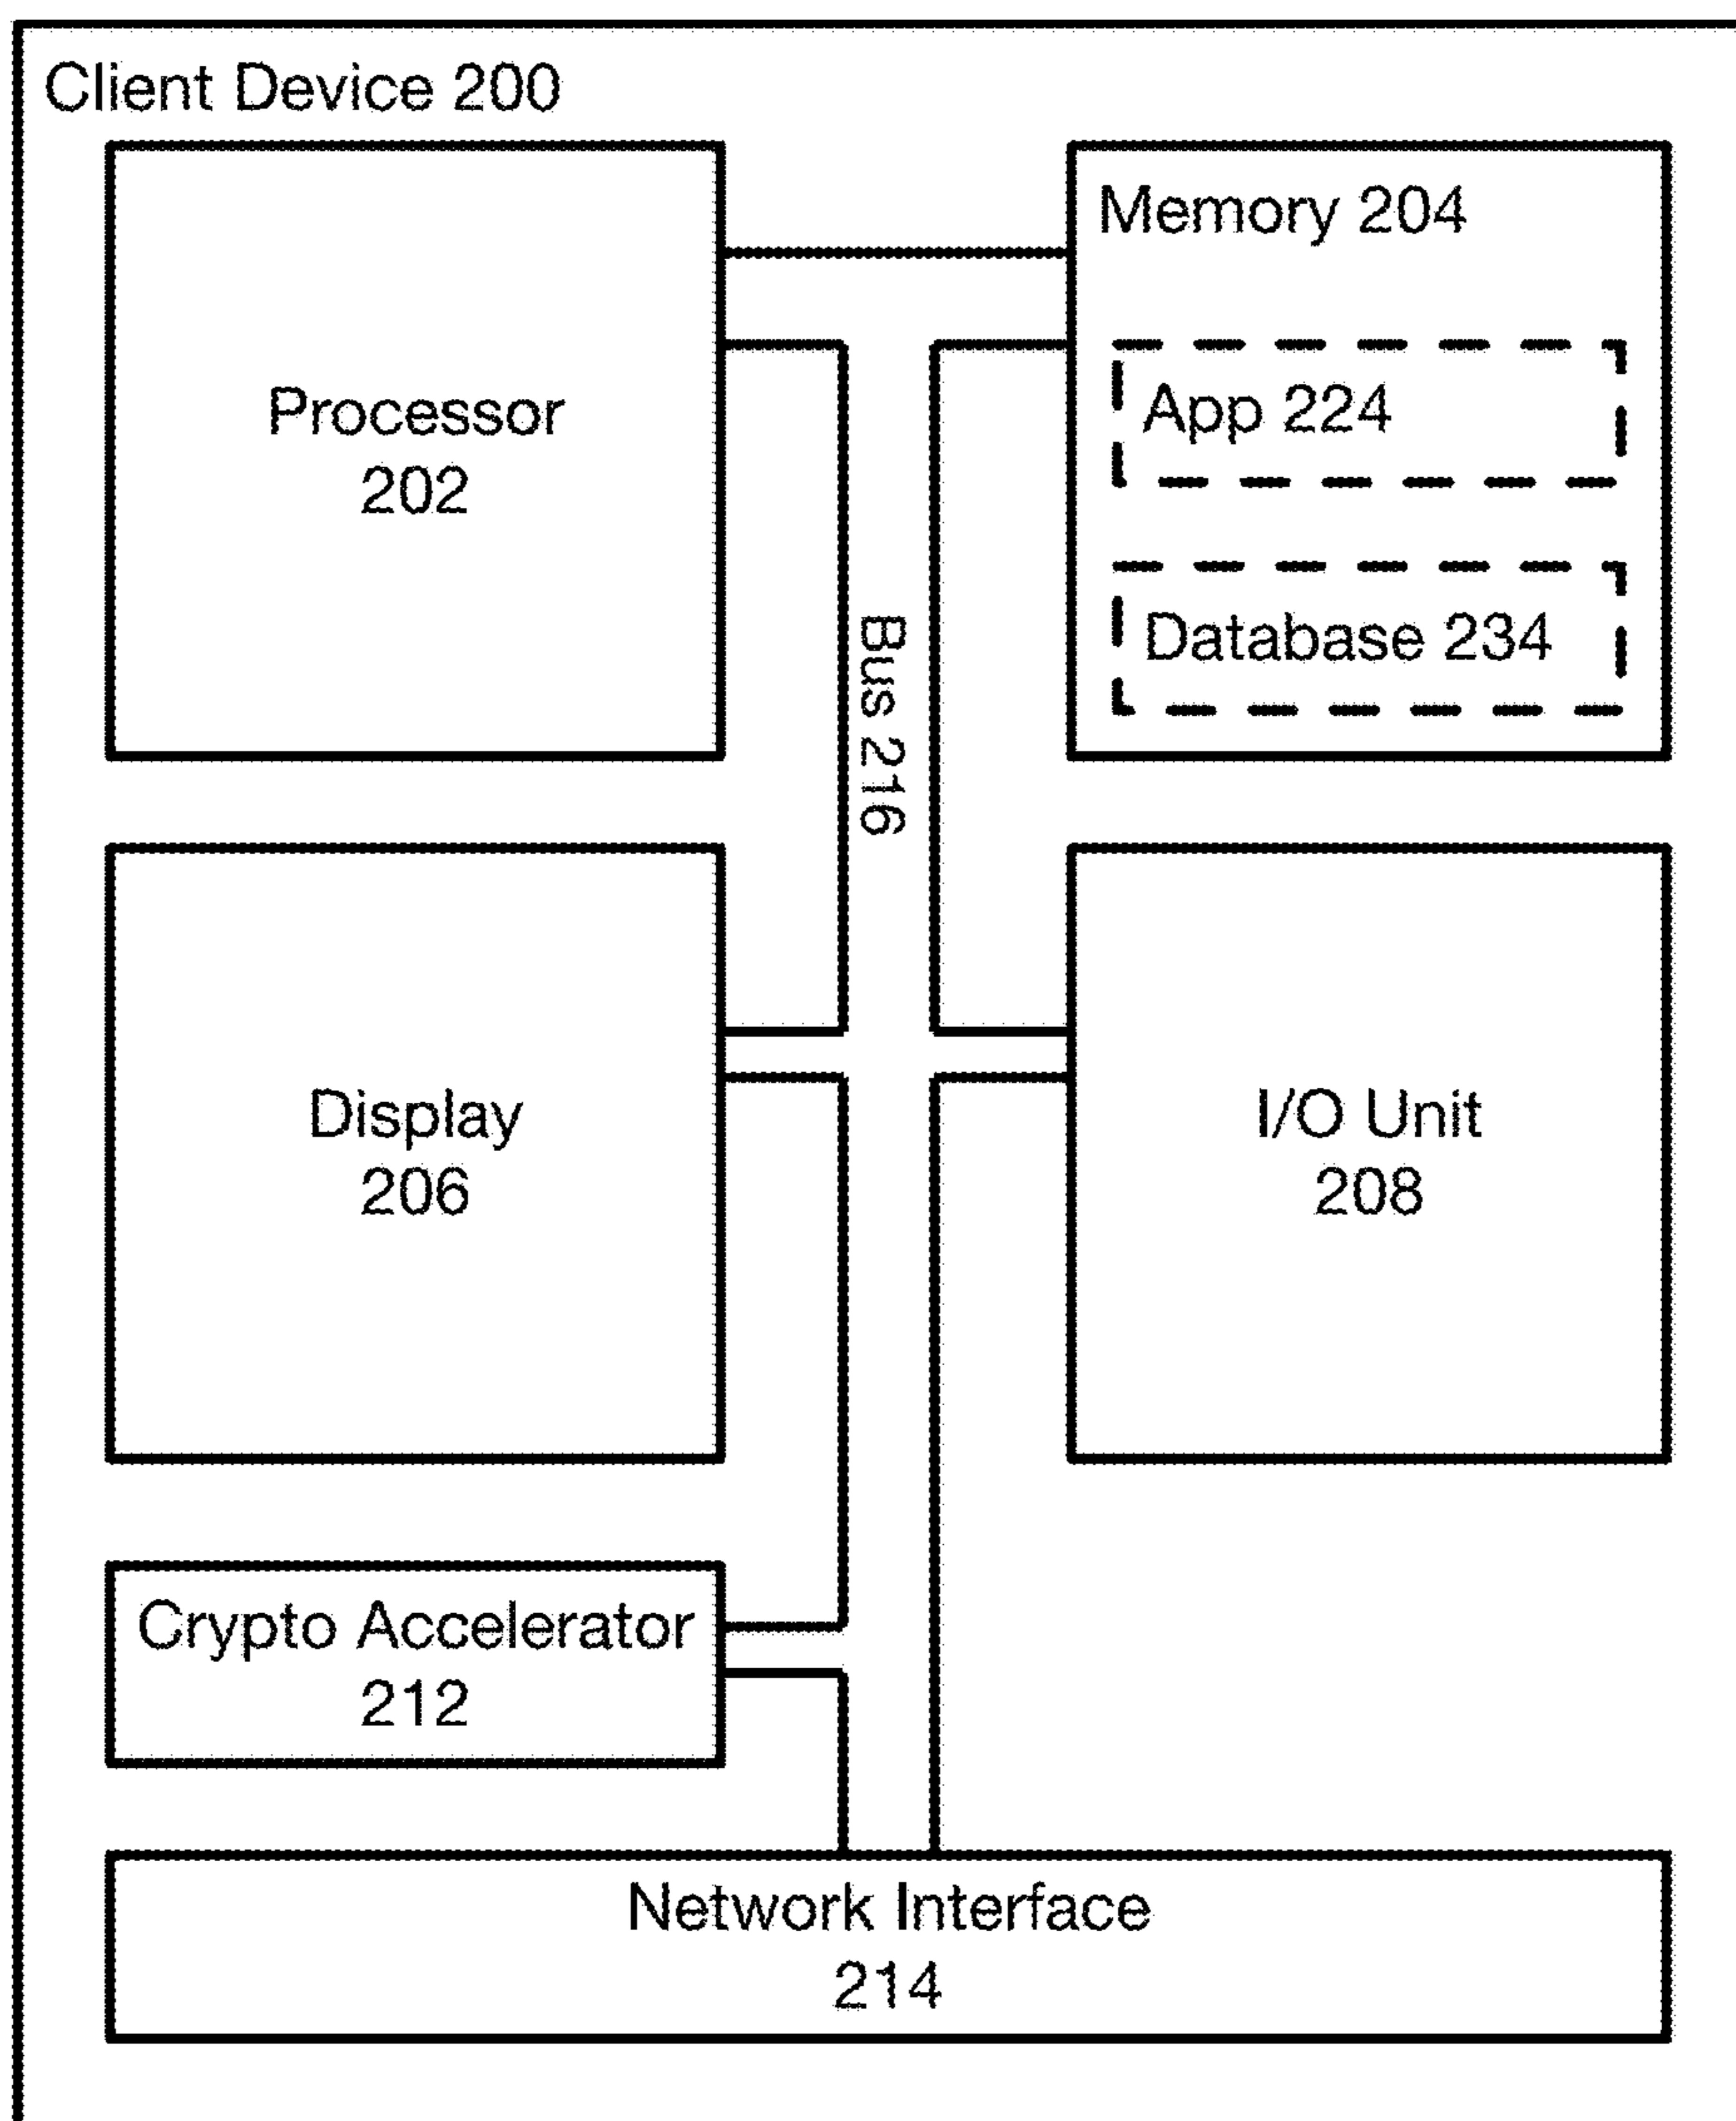 Client Device 200
Processor
202
Memory 204
App 224
Database 234
Bus 216
Display
206
I/O Unit
208
Crypto Accelerator
212
Network Interface
214